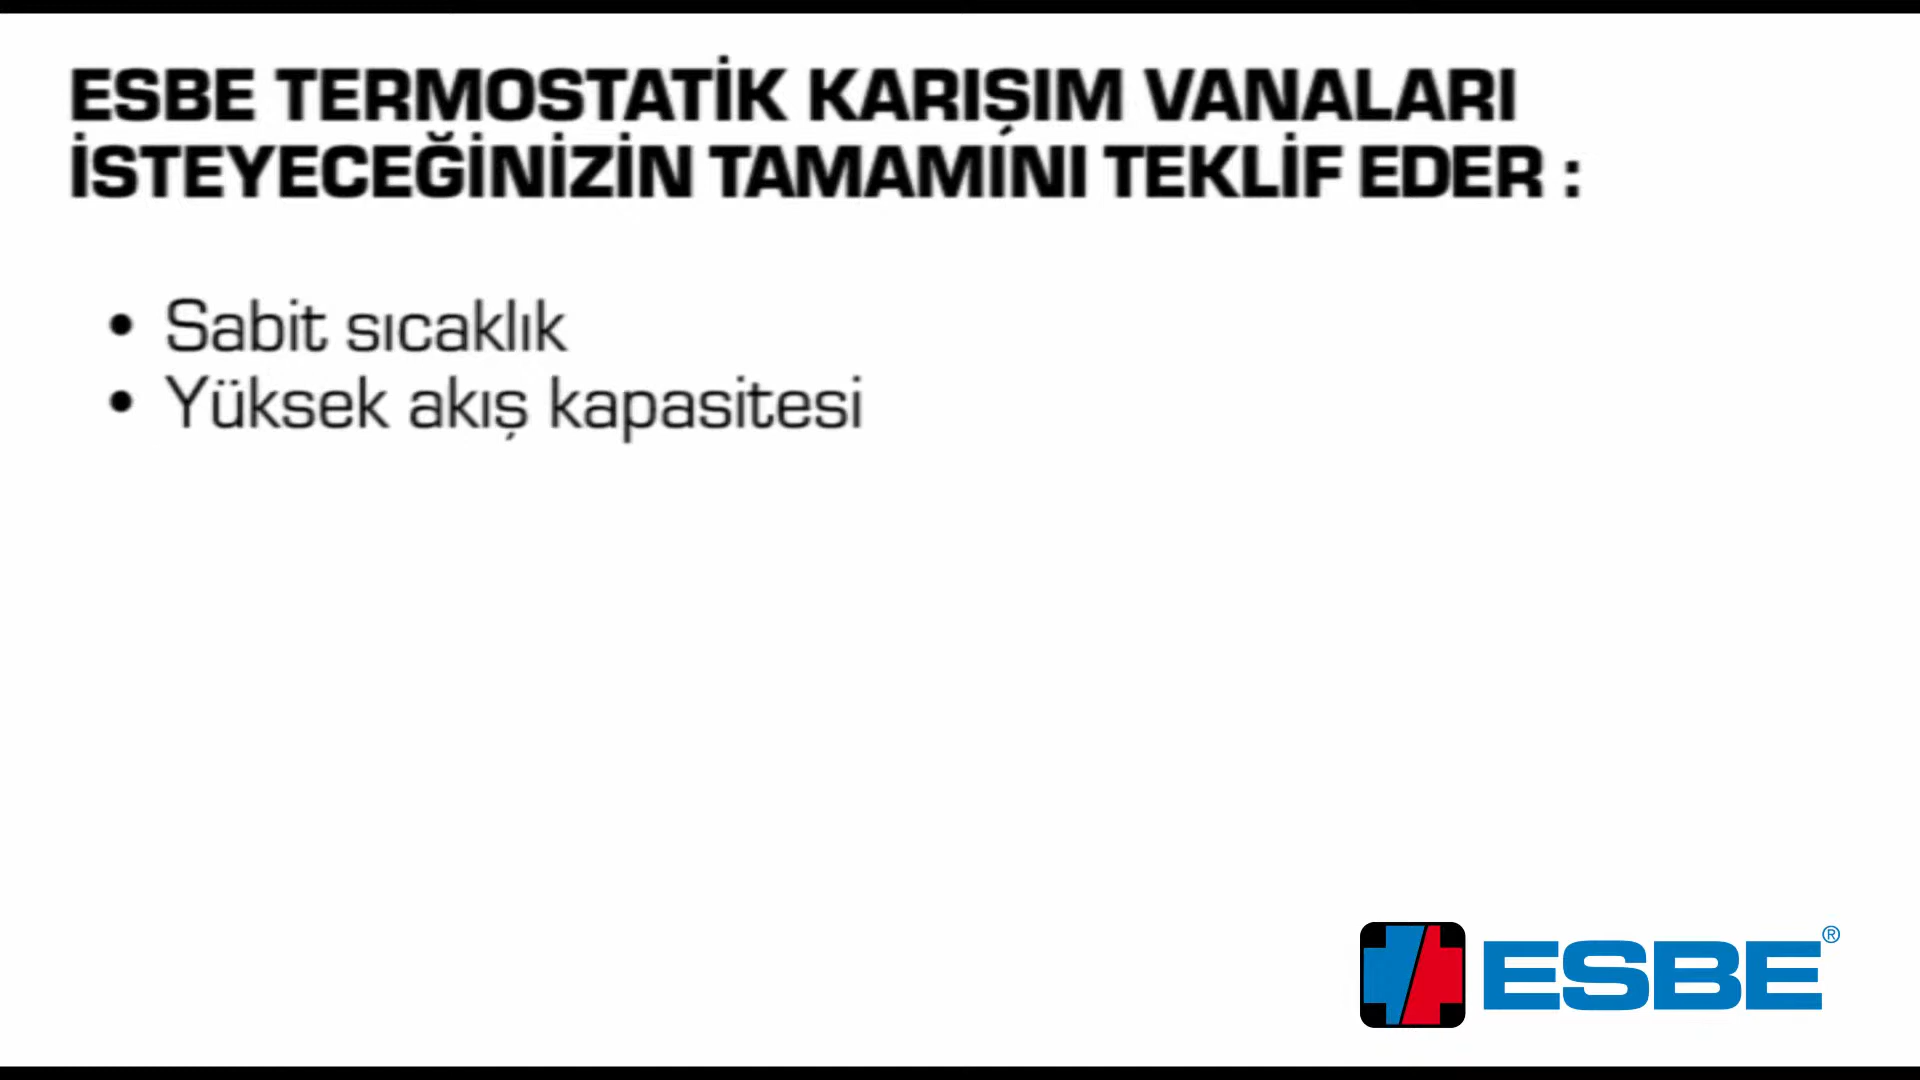 ESBE TERMOSTATİK KARIŞIM VANALARI
İSTEYECEĞİNİZİN TAMAMINI TEKLİF EDER :
• Sabit sıcaklık
• Yüksek akış kapasitesi
ESBE®